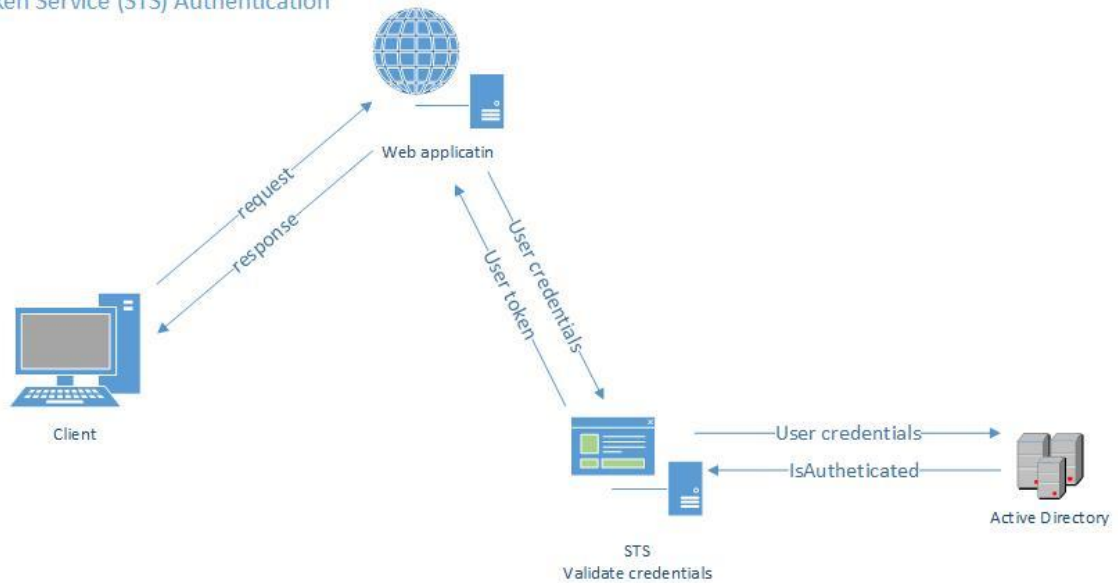 ken Service (STS) Authentication
Web applicatin
request
response
User credentials
User token
Client
User credentials
IsAutheticated
Active Directory
STS
Validate credentials